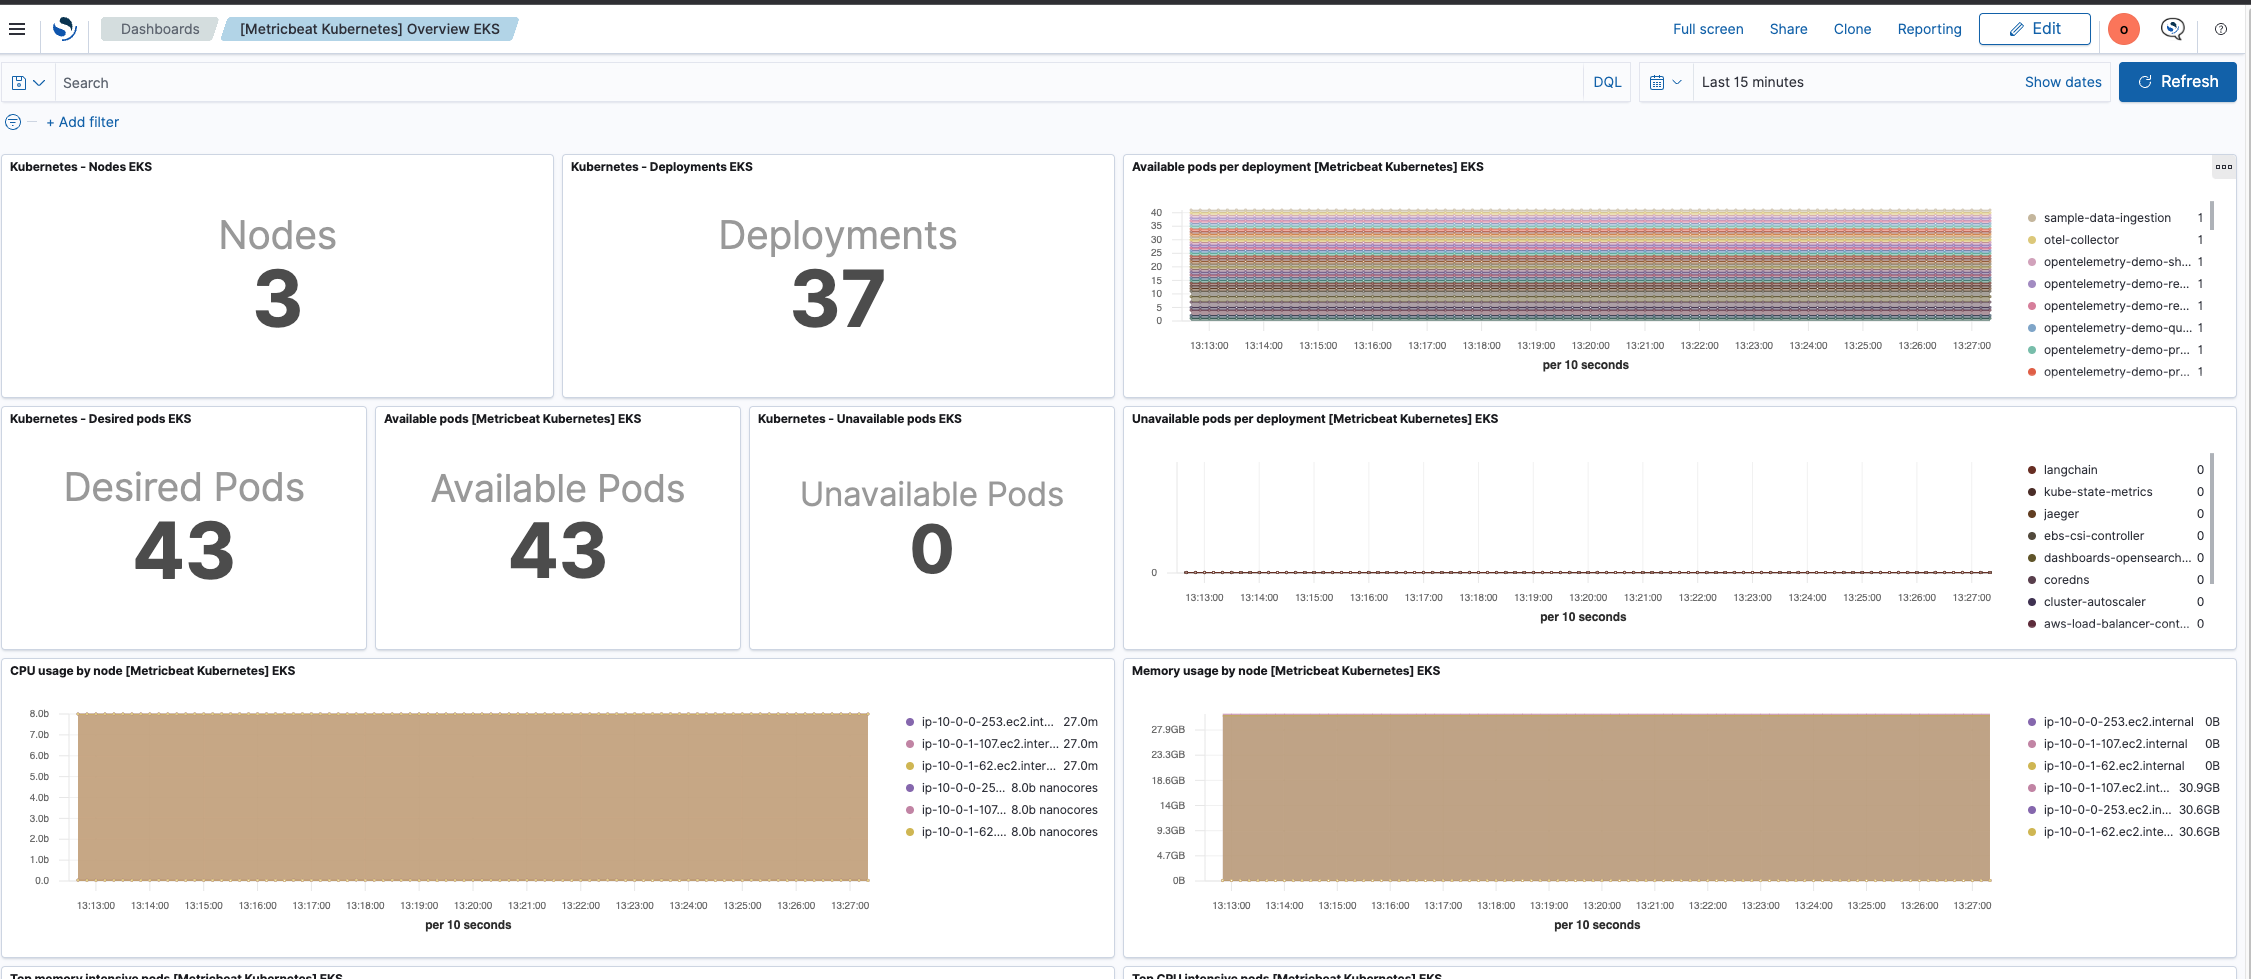 Dashboards
[Metricbeat Kubernetes] Overview EKS
Full screen
Share
Clone
Reporting
Edit
o
Search
DQL
Last 15 minutes
Show dates
Refresh
+ Add filter
Kubernetes - Nodes EKS
Nodes
3
Kubernetes - Deployments EKS
Deployments
37
Available pods per deployment [Metricbeat Kubernetes] EKS
40
35
30
25
20
15
10
5
0
13:13:00 13:14:00 13:15:00 13:16:00 13:17:00 13:18:00 13:19:00 13:20:00 13:21:00 13:22:00 13:23:00 13:24:00 13:25:00 13:26:00 13:27:00
per 10 seconds
sample-data-ingestion 1
otel-collector 1
opentelemetry-demo-sh... 1
opentelemetry-demo-re... 1
opentelemetry-demo-re... 1
opentelemetry-demo-qu... 1
opentelemetry-demo-pr... 1
opentelemetry-demo-pr... 1
Kubernetes - Desired pods EKS
Desired Pods
43
Available pods [Metricbeat Kubernetes] EKS
Available Pods
43
Kubernetes - Unavailable pods EKS
Unavailable Pods
0
Unavailable pods per deployment [Metricbeat Kubernetes] EKS
0
13:13:00 13:14:00 13:15:00 13:16:00 13:17:00 13:18:00 13:19:00 13:20:00 13:21:00 13:22:00 13:23:00 13:24:00 13:25:00 13:26:00 13:27:00
per 10 seconds
langchain 0
kube-state-metrics 0
jaeger 0
ebs-csi-controller 0
dashboards-opensearch... 0
coredns 0
cluster-autoscaler 0
aws-load-balancer-cont... 0
CPU usage by node [Metricbeat Kubernetes] EKS
8.0b
7.0b
6.0b
5.0b
4.0b
3.0b
2.0b
1.0b
0.0
13:13:00 13:14:00 13:15:00 13:16:00 13:17:00 13:18:00 13:19:00 13:20:00 13:21:00 13:22:00 13:23:00 13:24:00 13:25:00 13:26:00 13:27:00
per 10 seconds
ip-10-0-0-253.ec2.int... 27.0m
ip-10-0-1-107.ec2.inter... 27.0m
ip-10-0-1-62.ec2.inter... 27.0m
ip-10-0-0-25... 8.0b nanocores
ip-10-0-1-107... 8.0b nanocores
ip-10-0-1-62.... 8.0b nanocores
Memory usage by node [Metricbeat Kubernetes] EKS
27.9GB
23.3GB
18.6GB
14GB
9.3GB
4.7GB
0B
13:13:00 13:14:00 13:15:00 13:16:00 13:17:00 13:18:00 13:19:00 13:20:00 13:21:00 13:22:00 13:23:00 13:24:00 13:25:00 13:26:00 13:27:00
per 10 seconds
ip-10-0-0-253.ec2.internal 0B
ip-10-0-1-107.ec2.internal 0B
ip-10-0-1-62.ec2.internal 0B
ip-10-0-1-107.ec2.int... 30.9GB
ip-10-0-0-253.ec2.in... 30.6GB
ip-10-0-1-62.ec2.inte... 30.6GB
Top memory intensive pods [Metricbeat Kubernetes] EKS
Top CPU intensive pods [Metricbeat Kubernetes] EKS